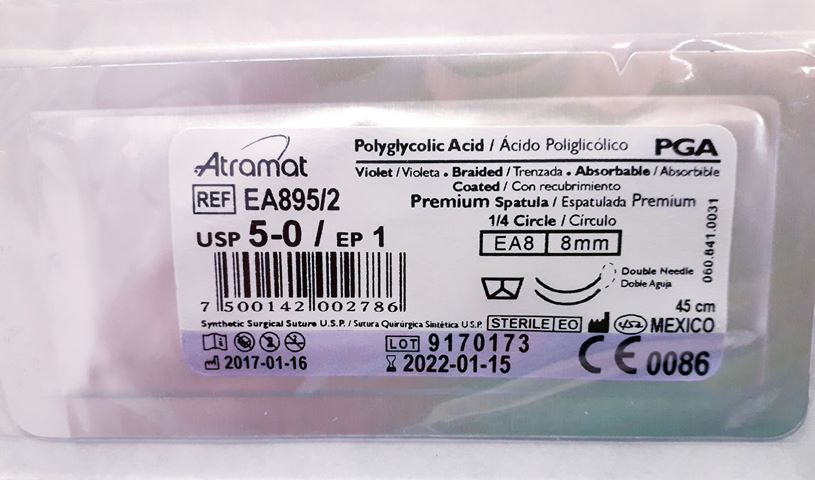 Atramat
REF EA895/2
USP 5-0 / EP 1
7 500142 002786
Polyglycolic Acid / Ácido Poliglicólico PGA
Violet / Violeta . Braided / Trenzada . Absorbable / Absorbible
Coated / Con recubrimiento
Premium Spatula / Espatulada Premium
1/4 Circle / Círculo
EA8 8mm
Double Needle
Doble Aguja
45 cm
060.841.0031
Synthetic Surgical Suture U.S.P. / Sutura Quirúrgica Sintética U.S.P. STERILE EO MEXICO
LOT 9170173
2017-01-16 2022-01-15
CE 0086